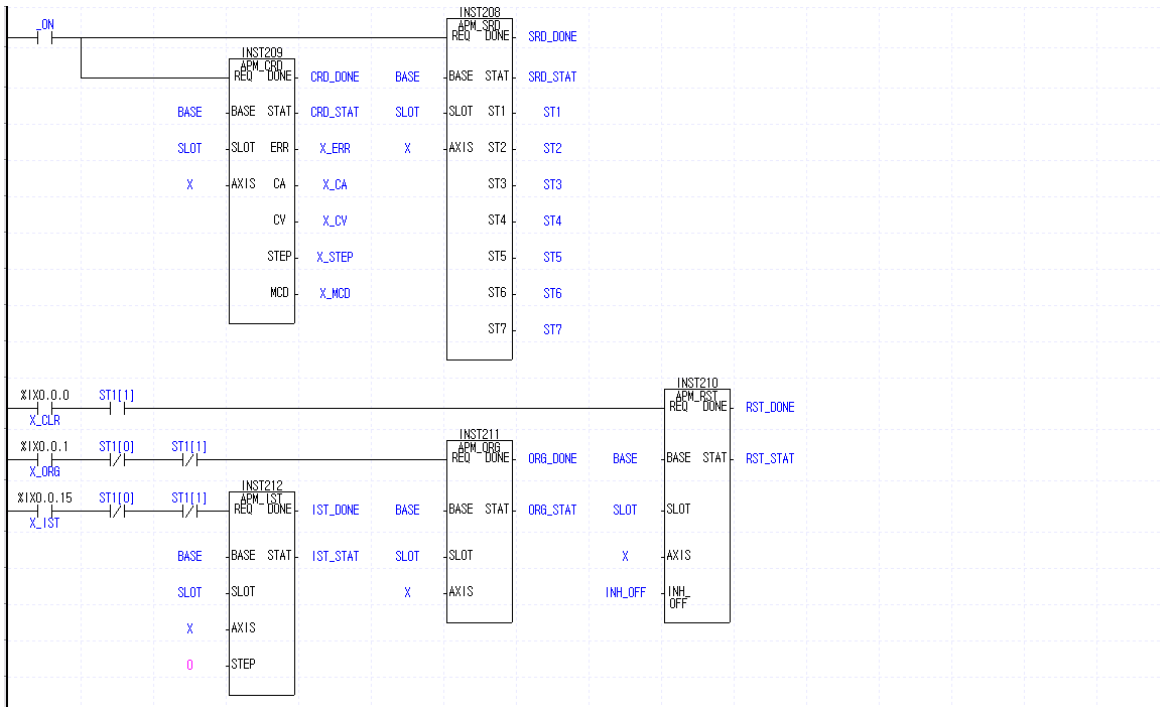 _ON
INST208
APM_SRD
REQ DONE SRD_DONE
INST209
APM_CRD
REQ DONE CRD_DONE BASE BASE STAT SRD_STAT
BASE BASE STAT CRD_STAT SLOT SLOT ST1 ST1
SLOT SLOT ERR X_ERR X AXIS ST2 ST2
X AXIS CA X_CA ST3 ST3
CV X_CV ST4 ST4
STEP X_STEP ST5 ST5
MCD X_MCD ST6 ST6
ST7 ST7
INST210
%IX0.0.0 ST1[1] APM_RST
REQ DONE RST_DONE
X_CLR
INST211
%IX0.0.1 ST1[0] ST1[1] APM_ORG
REQ DONE ORG_DONE BASE BASE STAT RST_STAT
X_ORG
INST212
%IX0.0.15 ST1[0] ST1[1] APM_IST
REQ DONE IST_DONE BASE BASE STAT ORG_STAT SLOT SLOT
X_IST
BASE BASE STAT IST_STAT SLOT SLOT X AXIS
SLOT SLOT X AXIS INH_OFF INH_
OFF
X AXIS
0 STEP